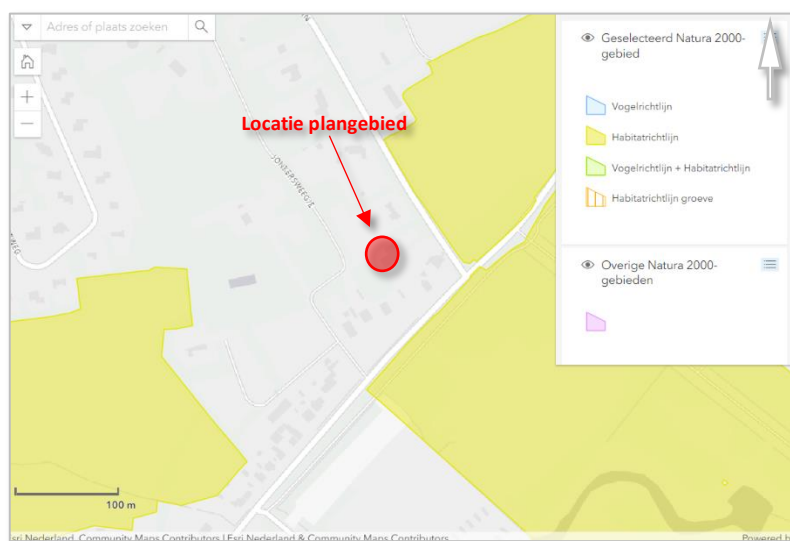 Adres of plaats zoeken
Geselecteerd Natura 2000-
gebied
Vogelrichtlijn
Habitatrichtlijn
Vogelrichtlijn + Habitatrichtlijn
Habitatrichtlijn groeve
Overige Natura 2000-
gebieden
Locatie plangebied
JONKERSWERGJE
100 m
Esri Nederland, Community Maps Contributors | Esri Nederland & Community Maps Contributors
Powered by